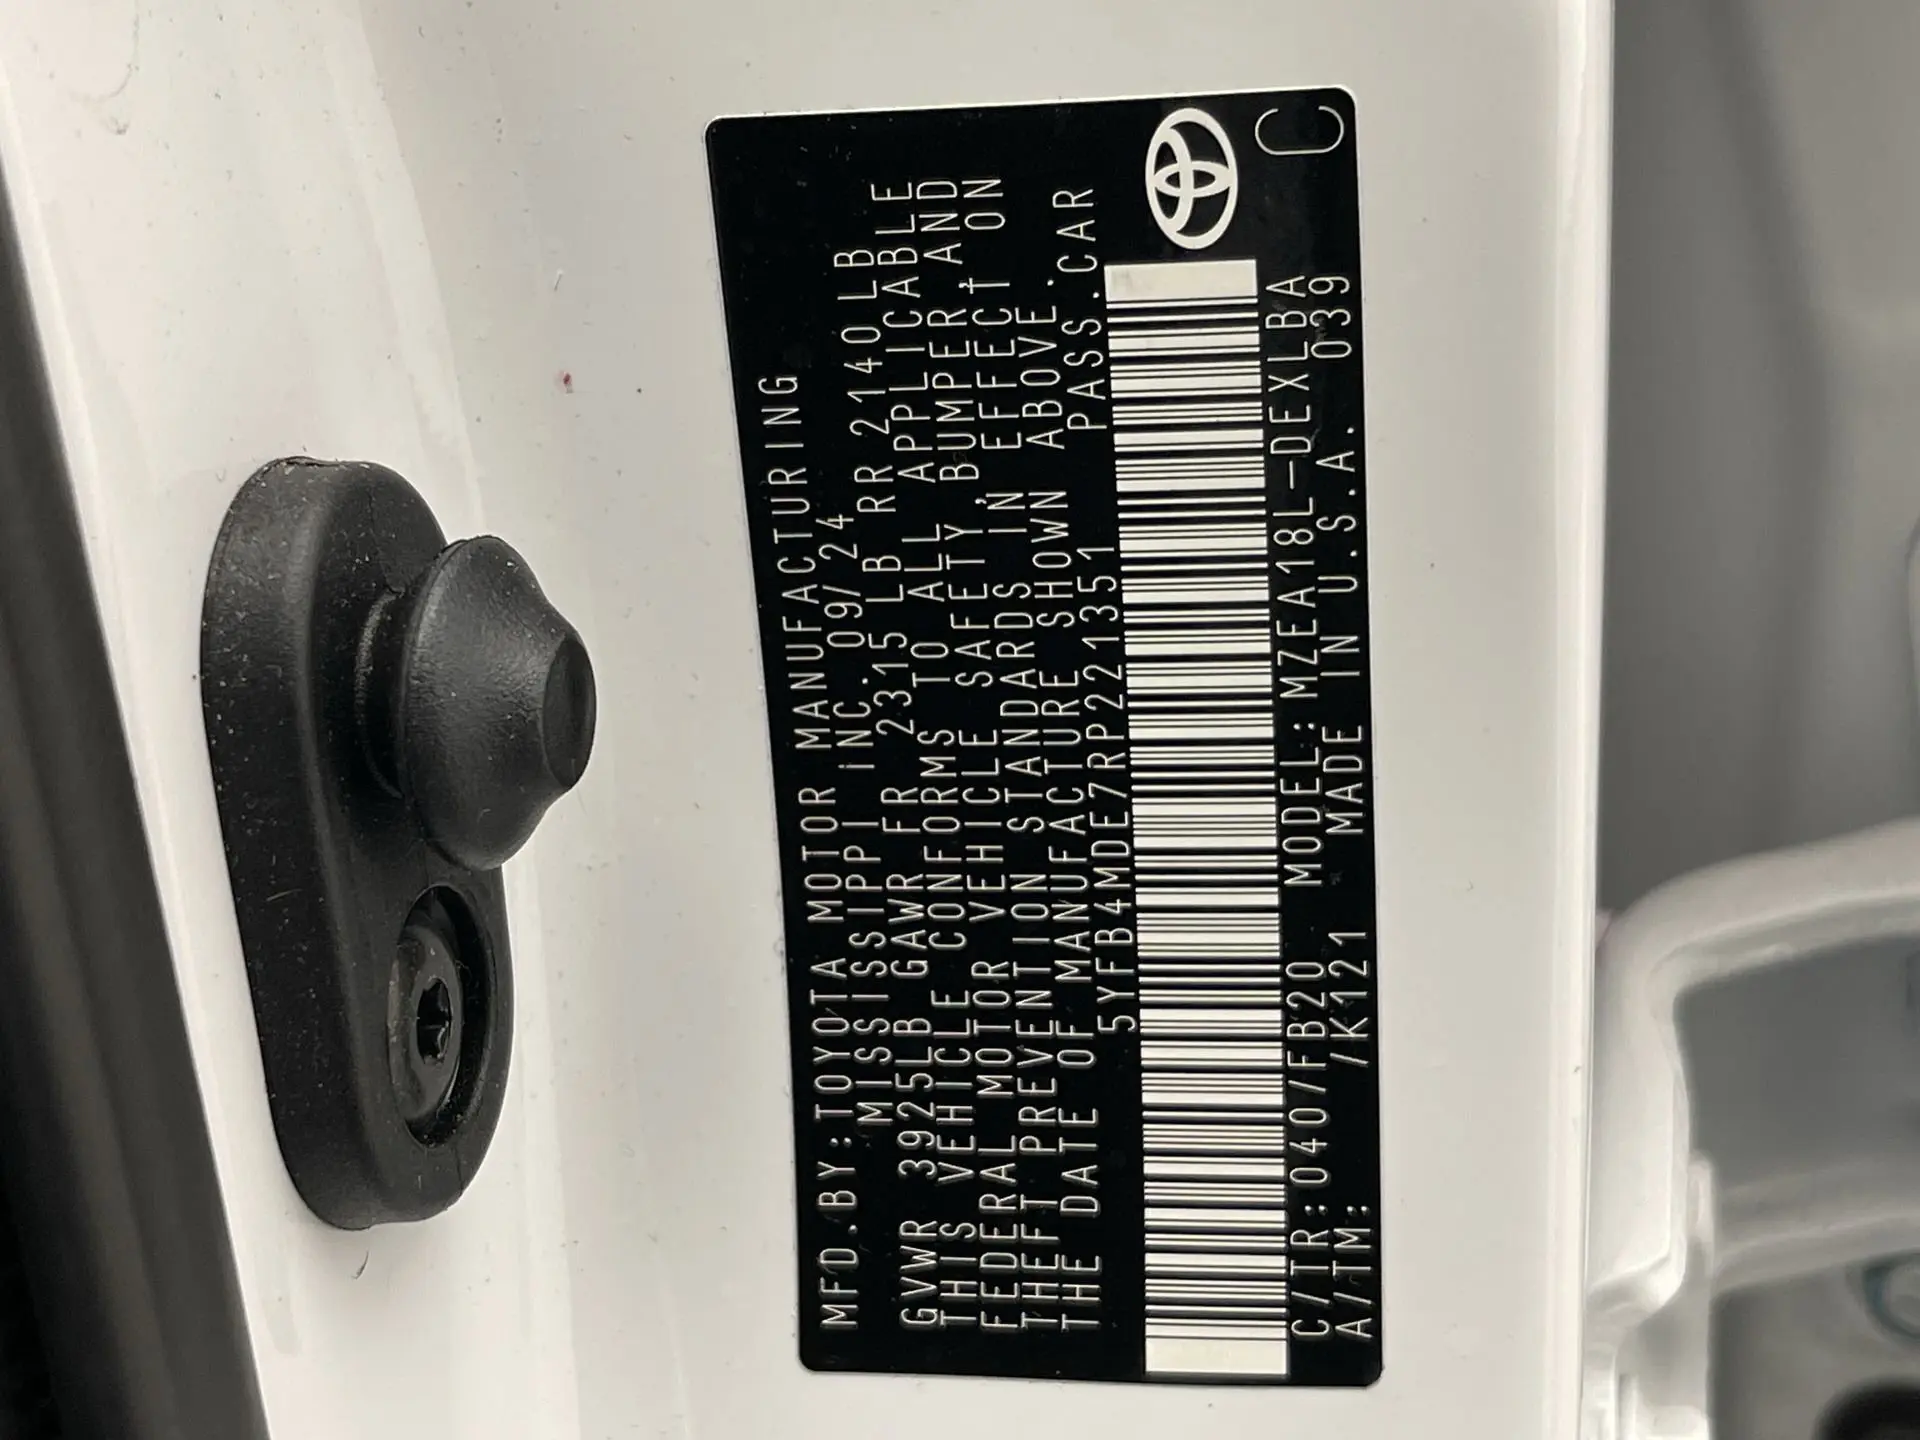 MFD.BY:TOYOTA MOTOR MANUFACTURING
MISSISSIPPI INC.09/24
GVWR 3925LB GAWR FR 2315 LB RR 2140 LB
THIS VEHICLE CONFORMS TO ALL APPLICABLE
FEDERAL MOTOR VEHICLE SAFETY, BUMPER, AND
THEFT PREVENTION STANDARDS IN EFFECT ON
THE DATE OF MANUFACTURE SHOWN ABOVE.
5YFB4MDE7RP221351 PASS.CAR
C/TR:040/FB20 MODEL:MZEA18L-DEXLBA
A/TM: /K121 MADE IN U.S.A. 039
C